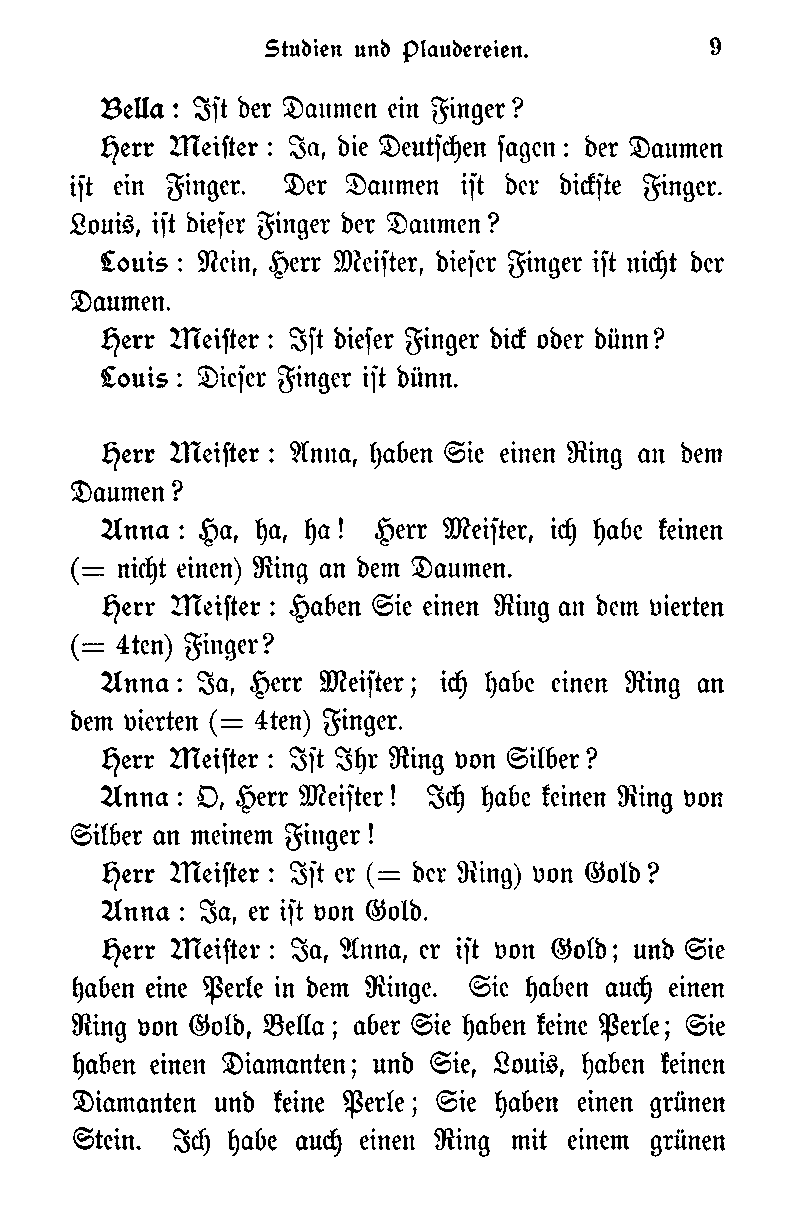 Studien und Plaudereien. 9
Bella: Ist der Daumen ein Finger?
Herr Meister: Ja, die Deutschen sagen: der Daumen
ist ein Finger. Der Daumen ist der dickste Finger.
Louis, ist dieser Finger der Daumen?
Louis: Nein, Herr Meister, dieser Finger ist nicht der
Daumen.
Herr Meister: Ist dieser Finger dick oder dünn?
Louis: Dieser Finger ist dünn.
Herr Meister: Anna, haben Sie einen Ring an dem
Daumen?
Anna: Ha, ha, ha! Herr Meister, ich habe keinen
(= nicht einen) Ring an dem Daumen.
Herr Meister: Haben Sie einen Ring an dem vierten
(= 4ten) Finger?
Anna: Ja, Herr Meister; ich habe einen Ring an
dem vierten (= 4ten) Finger.
Herr Meister: Ist Ihr Ring von Silber?
Anna: O, Herr Meister! Ich habe keinen Ring von
Silber an meinem Finger!
Herr Meister: Ist er (= der Ring) von Gold?
Anna: Ja, er ist von Gold.
Herr Meister: Ja, Anna, er ist von Gold; und Sie
haben eine Perle in dem Ringe. Sie haben auch einen
Ring von Gold, Bella; aber Sie haben keine Perle; Sie
haben einen Diamanten; und Sie, Louis, haben keinen
Diamanten und keine Perle; Sie haben einen grünen
Stein. Ich habe auch einen Ring mit einem grünen